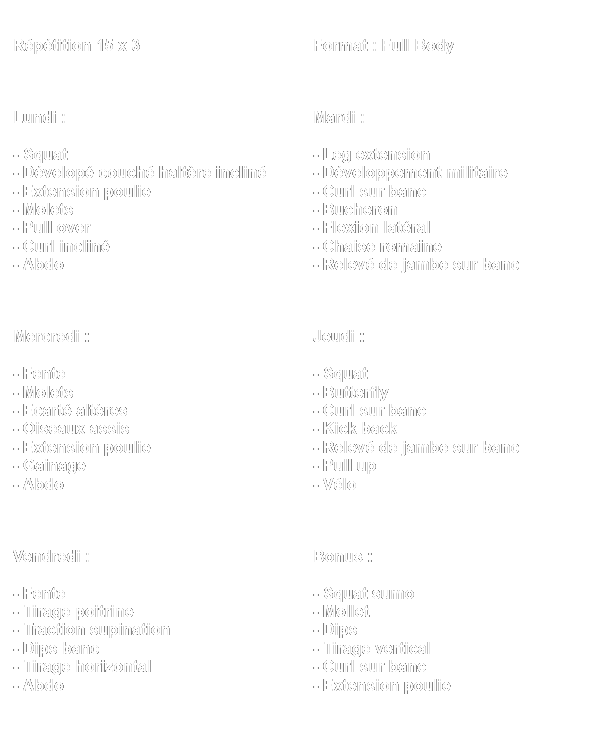 Répétition 15 x 3
Format : Full Body
Lundi :
- Squat
- Dévelopé couché haltère incliné
- Extension poulie
- Molets
- Pull over
- Curl incliné
- Abdo
Mardi :
- Leg extension
- Développement militaire
- Curl sur banc
- Bucheron
- Flexion latéral
- Chaise romaine
- Relevé de jambe sur banc
Mercredi :
- Fente
- Molets
- Ecarté altères
- Oiseaux assis
- Extension poulie
- Gainage
- Abdo
Jeudi :
- Squat
- Butterfly
- Curl sur banc
- Kick back
- Relevé de jambe sur banc
- Pull up
- Vélo
Vendredi :
- Fente
- Tirage poitrine
- Traction supination
- Dips banc
- Tirage horizontal
- Abdo
Bonus :
- Squat sumo
- Mollet
- Dips
- Tirage vertical
- Curl sur banc
- Extension poulie